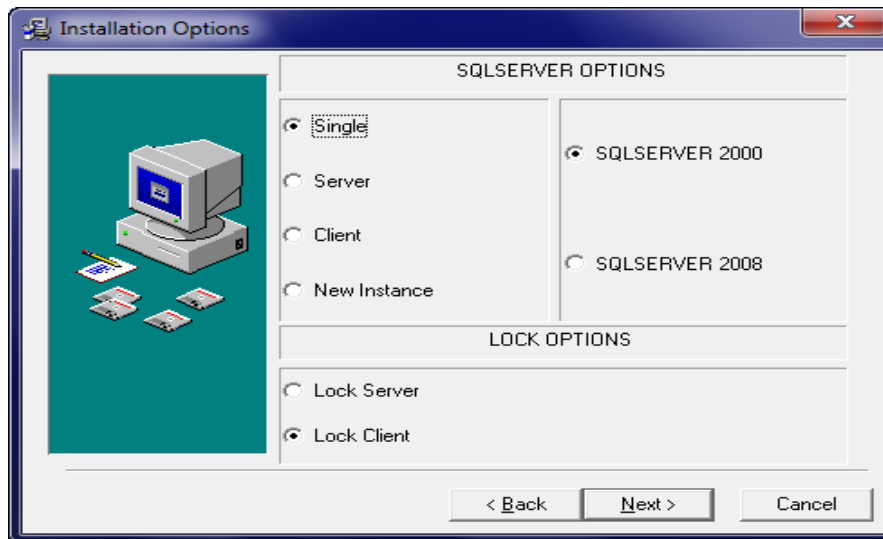 Installation Options
SQLSERVER OPTIONS
Single
Server
Client
New Instance
SQLSERVER 2000
SQLSERVER 2008
LOCK OPTIONS
Lock Server
Lock Client
< Back
Next >
Cancel